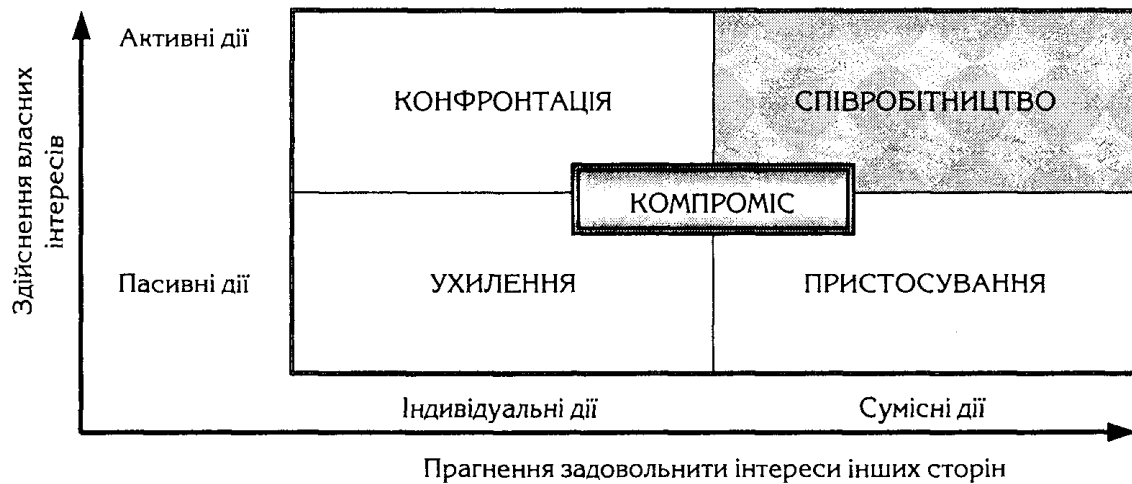 Здійснення власних
інтересів
Активні дії
КОНФРОНТАЦІЯ
СПІВРОБІТНИЦТВО
КОМПРОМІС
Пасивні дії
УХИЛЕННЯ
ПРИСТОСУВАННЯ
Індивідуальні дії
Сумісні дії
Прагнення задовольнити інтереси інших сторін